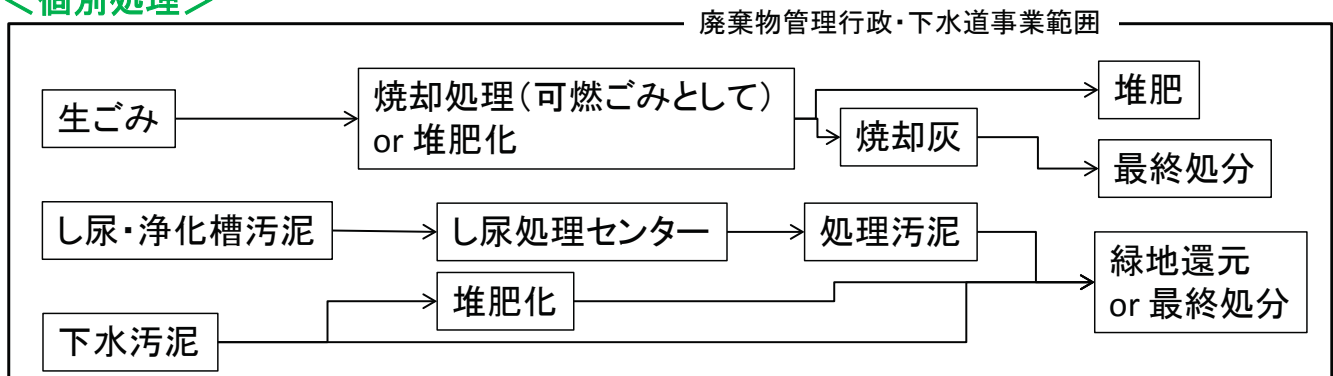 ＜個別処理＞
廃棄物管理行政・下水道事業範囲
生ごみ
焼却処理（可燃ごみとして）
or 堆肥化
堆肥
焼却灰
最終処分
し尿・浄化槽汚泥
し尿処理センター
処理汚泥
緑地還元
or 最終処分
堆肥化
下水汚泥